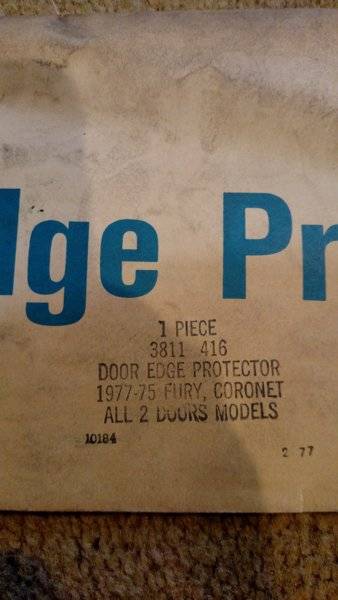 dge Pr
1 PIECE
3811 416
DOOR EDGE PROTECTOR
1977-75 FURY, CORONET
ALL 2 DOORS MODELS
10184
2 77